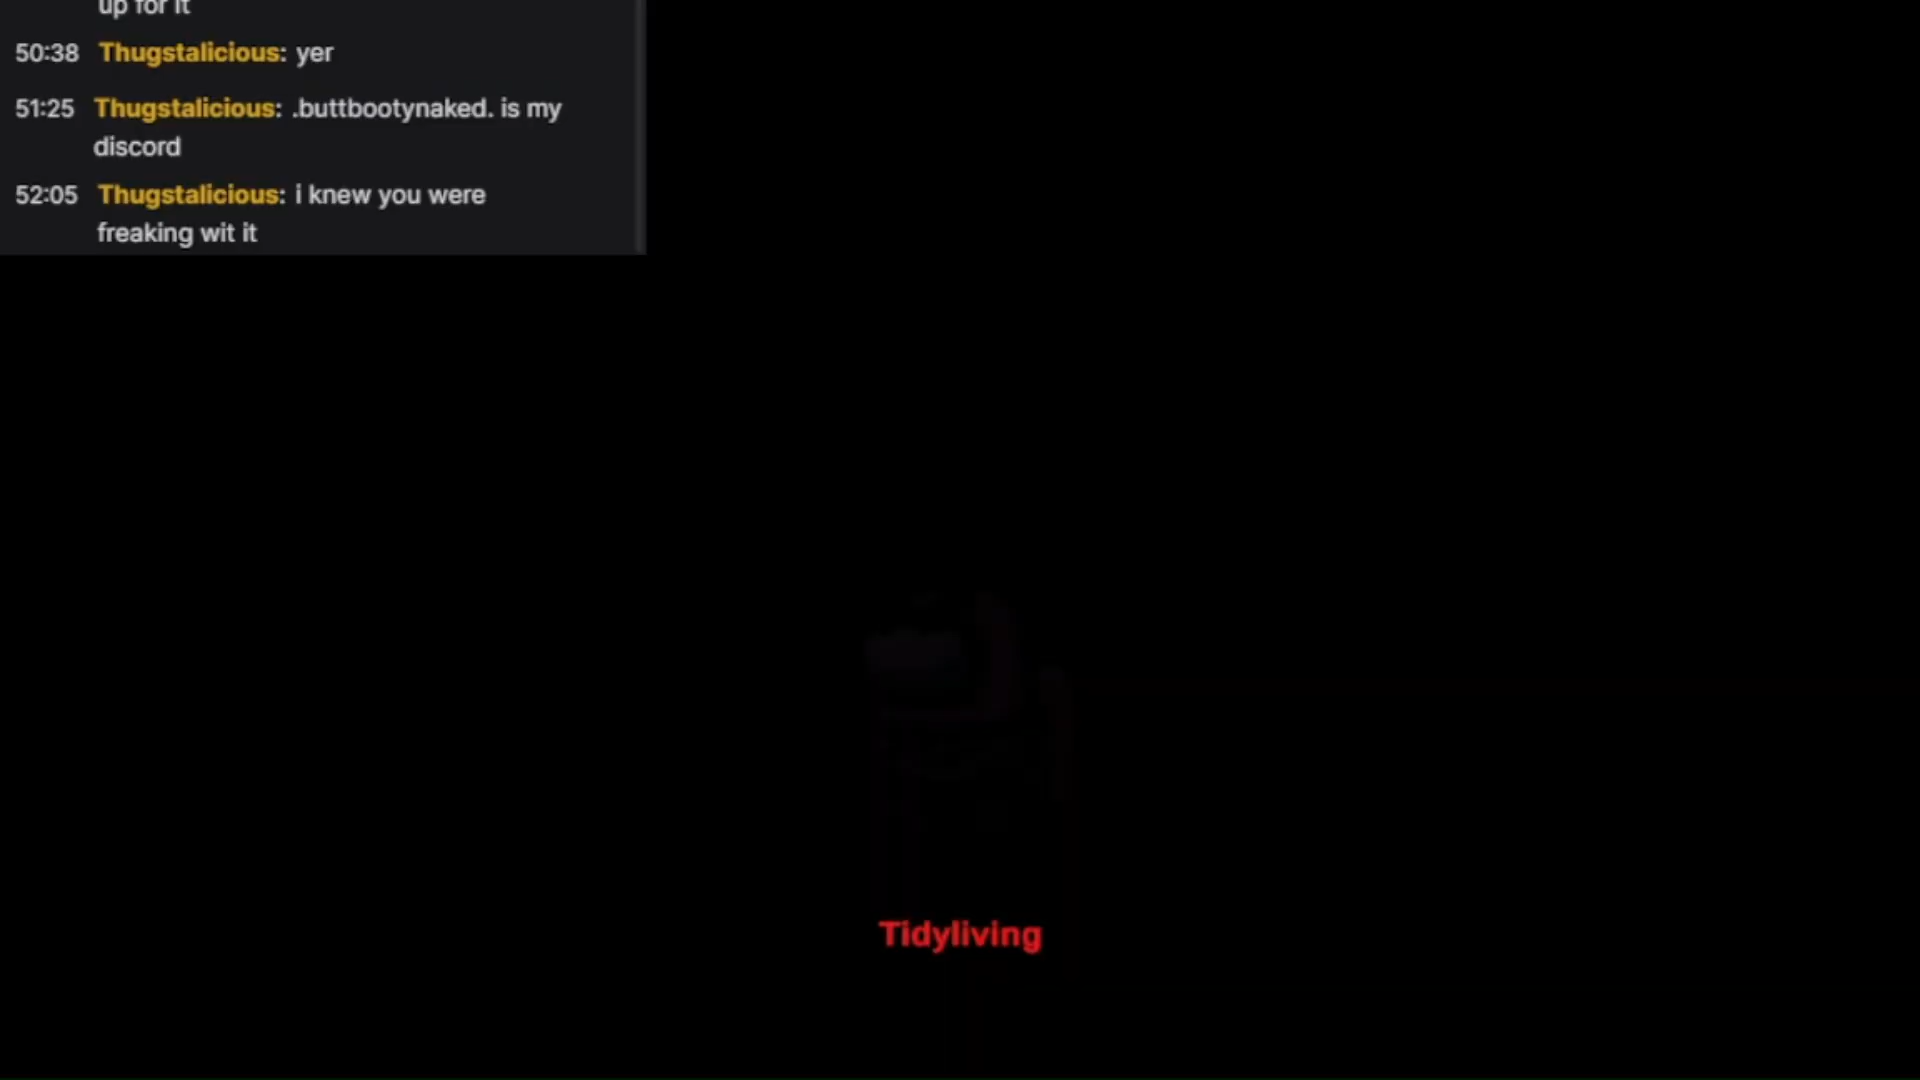 up for it
50:38 Thugstalicious: yer
51:25 Thugstalicious: .buttbootynaked. is my
discord
52:05 Thugstalicious: i knew you were
freaking wit it
Tidyliving